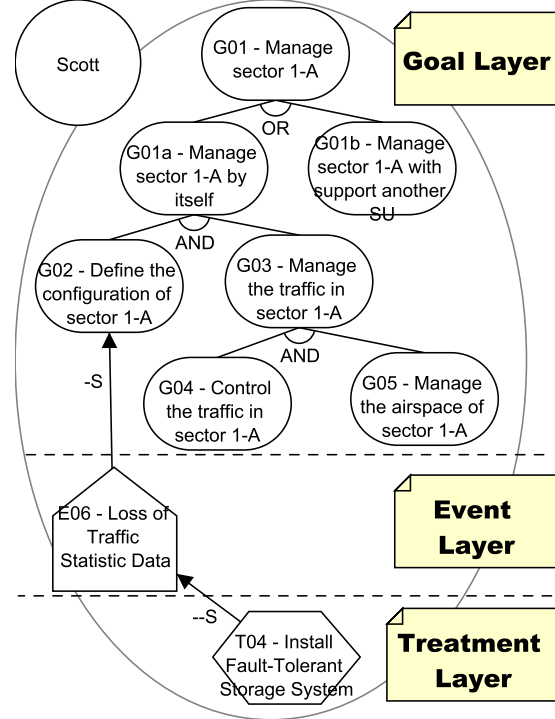 Scott
G01 - Manage
sector 1-A
Goal Layer
OR
G01a - Manage
sector 1-A by
itself
G01b - Manage
sector 1-A with
support another
SU
AND
G02 - Define the
configuration of
sector 1-A
G03 - Manage
the traffic in
sector 1-A
AND
-S
G04 - Control
the traffic in
sector 1-A
G05 - Manage
the airspace of
sector 1-A
E06 - Loss of
Traffic
Statistic Data
Event
Layer
--S
T04 - Install
Fault-Tolerant
Storage System
Treatment
Layer